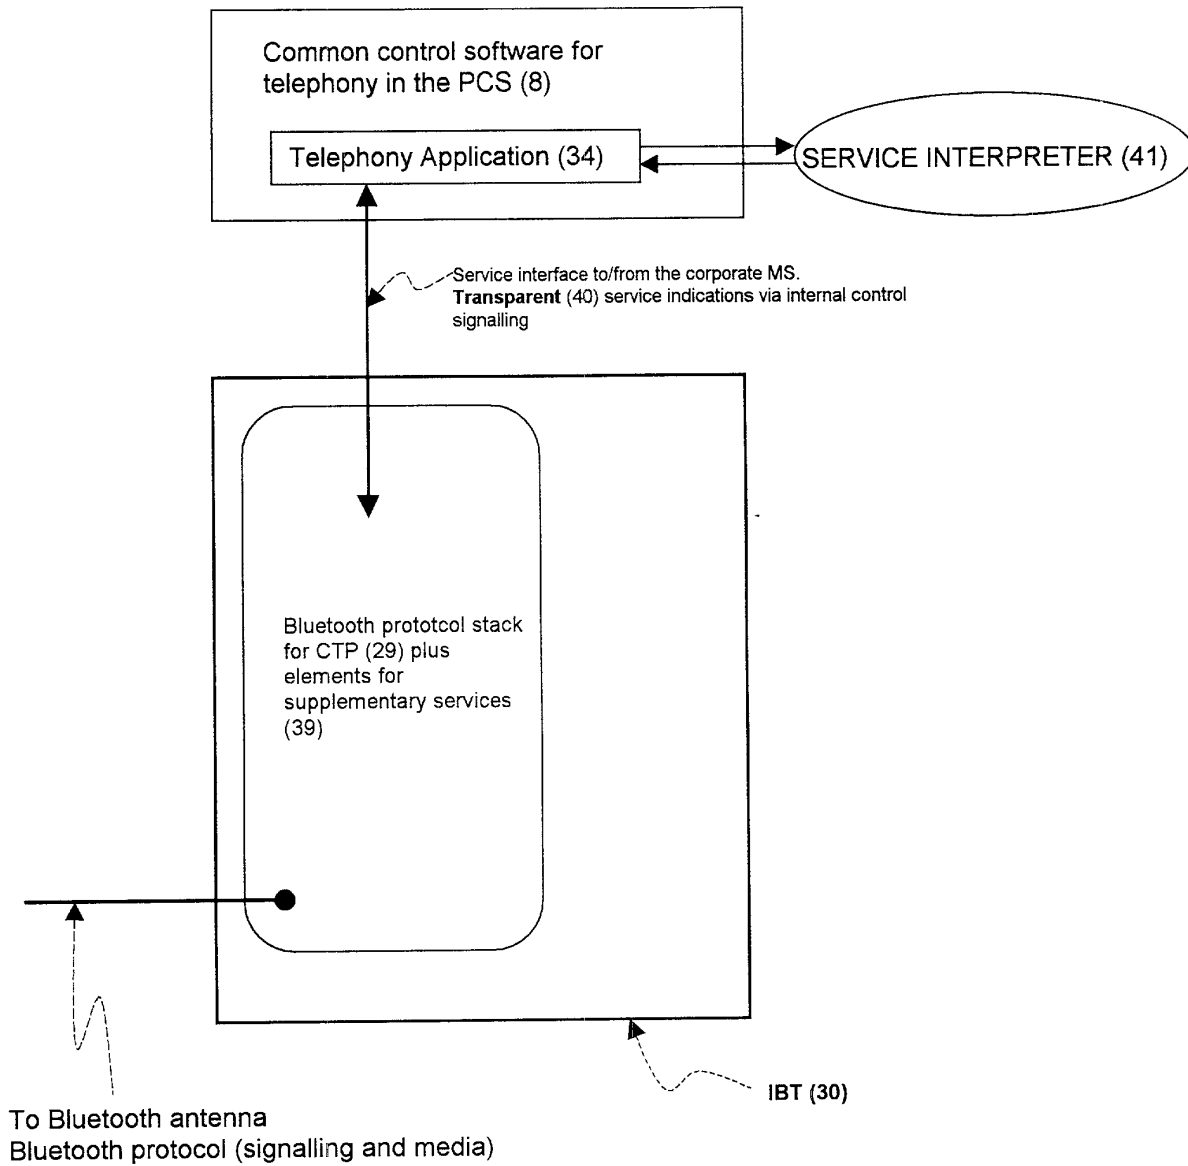 Common control software for
telephony in the PCS (8)
Telephony Application (34)
SERVICE INTERPRETER (41)
Service interface to/from the corporate MS.
Transparent (40) service indications via internal control
signalling
Bluetooth prototcol stack
for CTP (29) plus
elements for
supplementary services
(39)
IBT (30)
To Bluetooth antenna
Bluetooth protocol (signalling and media)